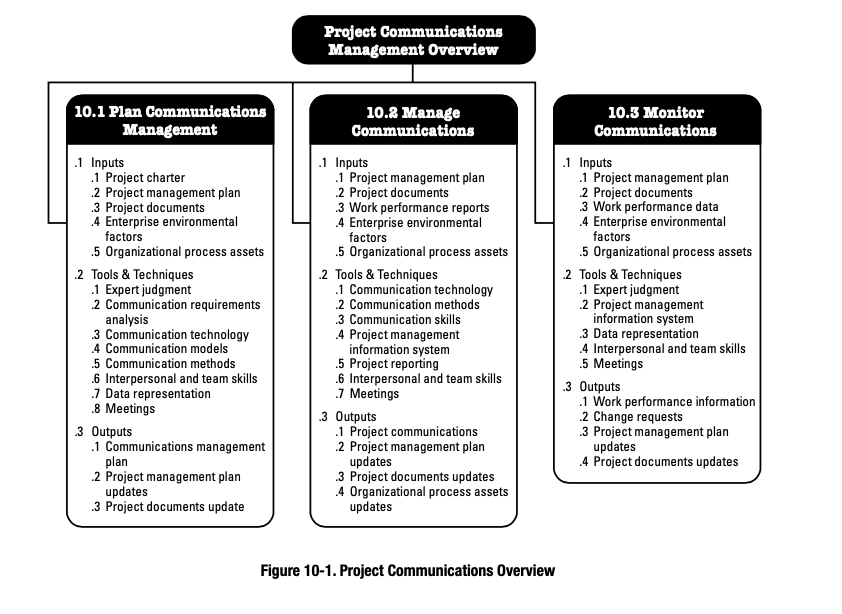 Project Communications
Management Overview
10.1 Plan Communications
Management
.1 Inputs
.1 Project charter
.2 Project management plan
.3 Project documents
.4 Enterprise environmental
factors
.5 Organizational process assets
.2 Tools & Techniques
.1 Expert judgment
.2 Communication requirements
analysis
.3 Communication technology
.4 Communication models
.5 Communication methods
.6 Interpersonal and team skills
.7 Data representation
.8 Meetings
.3 Outputs
.1 Communications management
plan
.2 Project management plan
updates
.3 Project documents update
10.2 Manage
Communications
.1 Inputs
.1 Project management plan
.2 Project documents
.3 Work performance reports
.4 Enterprise environmental
factors
.5 Organizational process assets
.2 Tools & Techniques
.1 Communication technology
.2 Communication methods
.3 Communication skills
.4 Project management
information system
.5 Project reporting
.6 Interpersonal and team skills
.7 Meetings
.3 Outputs
.1 Project communications
.2 Project management plan
updates
.3 Project documents updates
.4 Organizational process assets
updates
10.3 Monitor
Communications
.1 Inputs
.1 Project management plan
.2 Project documents
.3 Work performance data
.4 Enterprise environmental
factors
.5 Organizational process assets
.2 Tools & Techniques
.1 Expert judgment
.2 Project management
information system
.3 Data representation
.4 Interpersonal and team skills
.5 Meetings
.3 Outputs
.1 Work performance information
.2 Change requests
.3 Project management plan
updates
.4 Project documents updates
Figure 10-1. Project Communications Overview